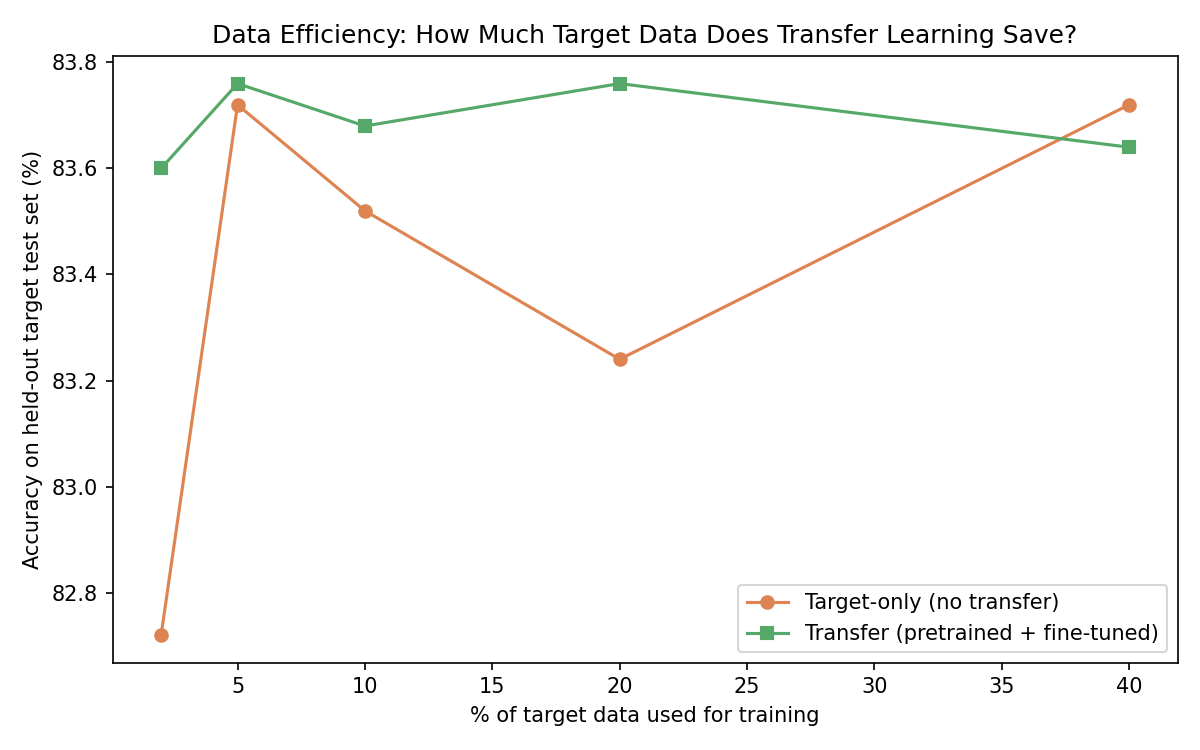 Data Efficiency: How Much Target Data Does Transfer Learning Save?
Accuracy on held-out target test set (%)
83.8
83.6
83.4
83.2
83.0
82.8
5 10 15 20 25 30 35 40
% of target data used for training
Target-only (no transfer)
Transfer (pretrained + fine-tuned)